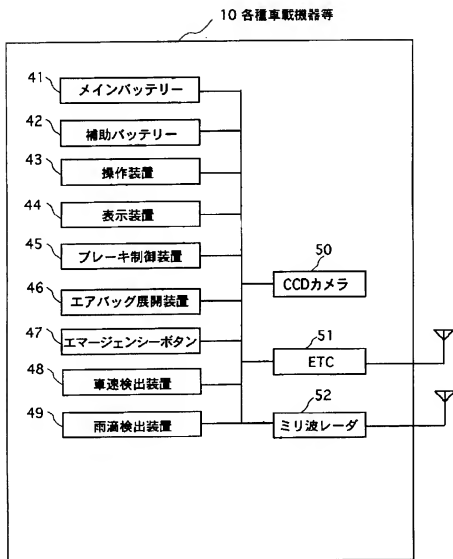 10 各種車載機器等
41
メインバッテリー
42
補助バッテリー
43
操作装置
44
表示装置
45
ブレーキ制御装置
46
エアバッグ展開装置
47
エマージェンシーボタン
48
車速検出装置
49
雨滴検出装置
50
CCDカメラ
51
ETC
52
ミリ波レーダ